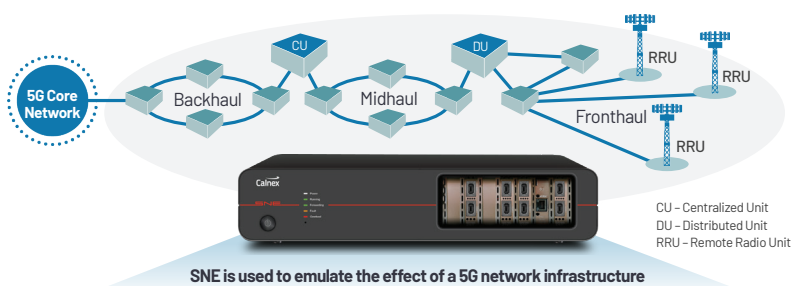 CU
DU
RRU
RRU
5G Core
Network
Backhaul
Midhaul
Fronthaul
RRU
Calnex
CU – Centralized Unit
DU – Distributed Unit
RRU – Remote Radio Unit
SNE is used to emulate the effect of a 5G network infrastructure